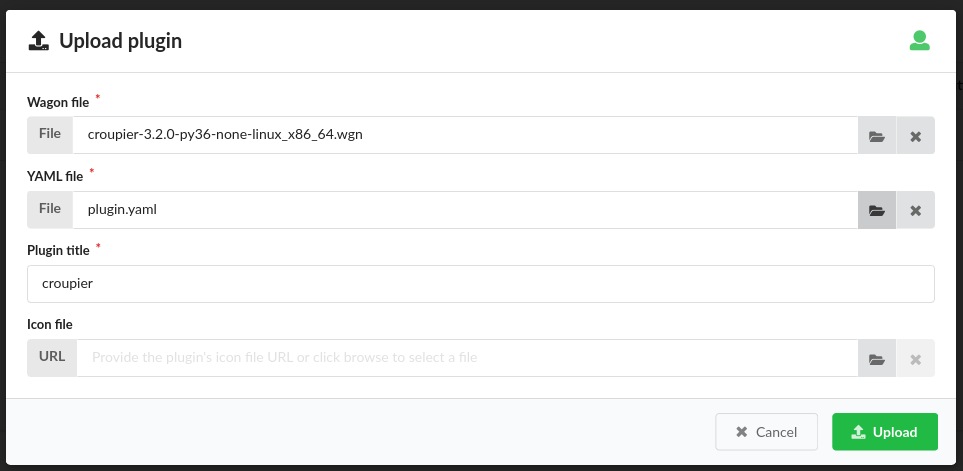 Upload plugin
Wagon file *
File croupier-3.2.0-py36-none-linux_x86_64.wgn
YAML file *
File plugin.yaml
Plugin title *
croupier
Icon file
URL Provide the plugin's icon file URL or click browse to select a file
Cancel Upload